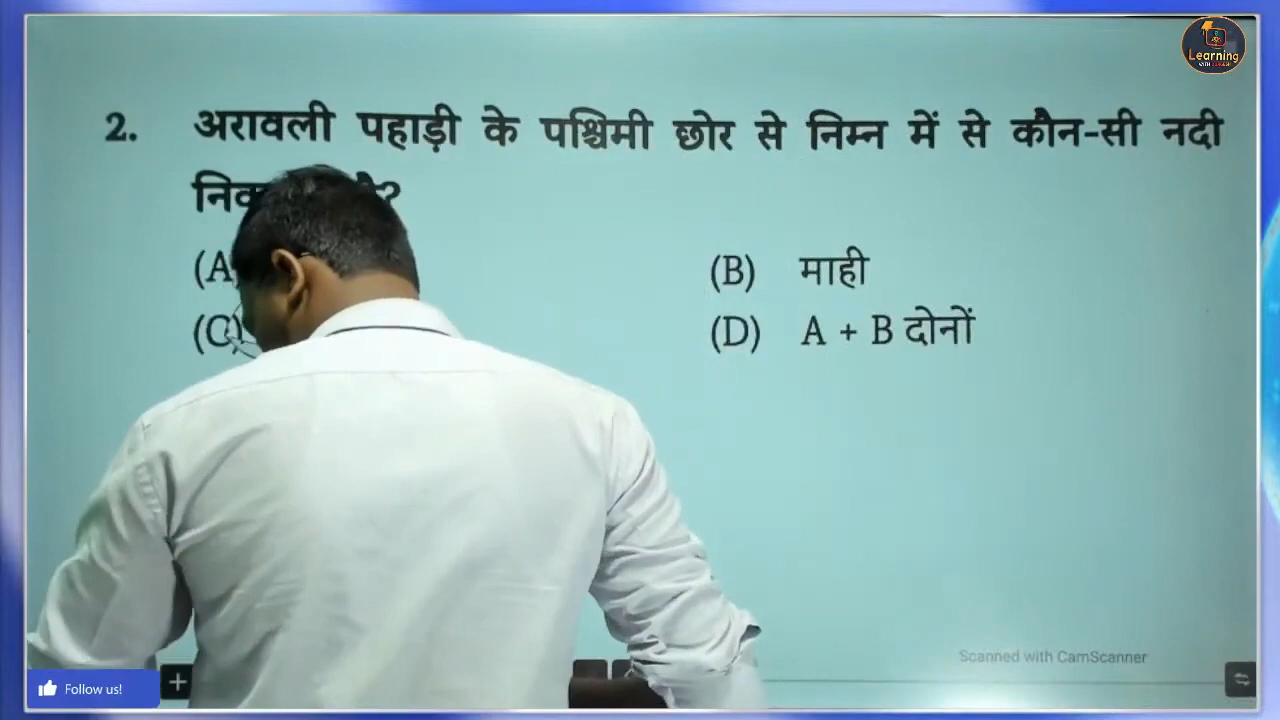 Learning
2. अरावली पहाड़ी के पश्चिमी छोर से निम्न में से कौन-सी नदी
(A
(B) माही
(C)
(D) A + B दोनों
Scanned with CamScanner
Follow us!